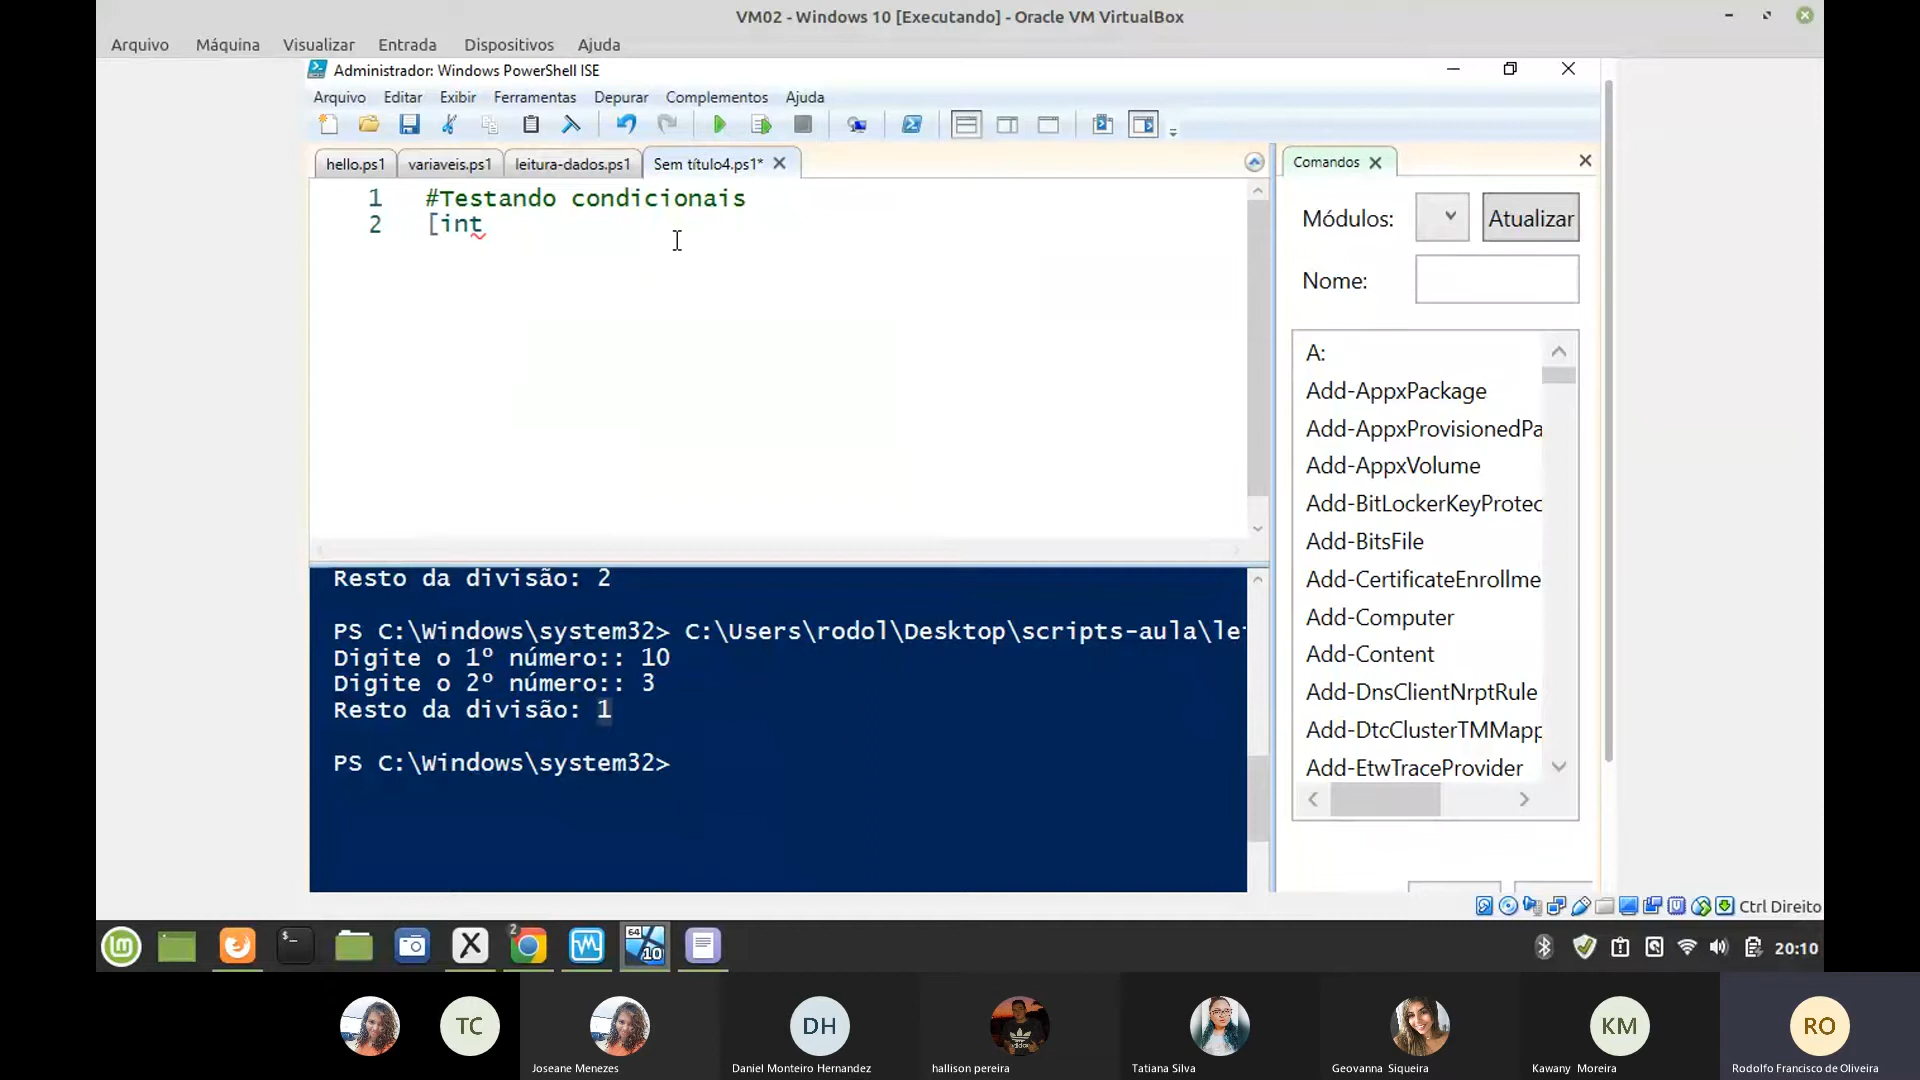 VM02 - Windows 10 [Executando] - Oracle VM VirtualBox
Arquivo Máquina Visualizar Entrada Dispositivos Ajuda
Administrador: Windows PowerShell ISE
Arquivo Editar Exibir Ferramentas Depurar Complementos Ajuda
hello.ps1 variaveis.ps1 leitura-dados.ps1 Sem título4.ps1*
1 #Testando condicionais
2 [int
Resto da divisão: 2
PS C:\Windows\system32> C:\Users\rodol\Desktop\scripts-aula\le
Digite o 1º número:: 10
Digite o 2º número:: 3
Resto da divisão: 1
PS C:\Windows\system32>
Comandos
Módulos: Atualizar
Nome:
A:
Add-AppxPackage
Add-AppxProvisionedPa
Add-AppxVolume
Add-BitLockerKeyProtec
Add-BitsFile
Add-CertificateEnrollme
Add-Computer
Add-Content
Add-DnsClientNrptRule
Add-DtcClusterTMMapp
Add-EtwTraceProvider
Ctrl Direito
2
64
10
20:10
TC
DH
KM
RO
Joseane Menezes
Daniel Monteiro Hernandez
hallison pereira
Tatiana Silva
Geovanna Siqueira
Kawany Moreira
Rodolfo Francisco de Oliveira